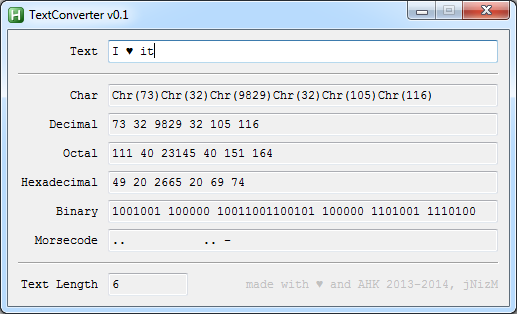 TextConverter v0.1
Text I ♥ it
Char Chr(73)Chr(32)Chr(9829)Chr(32)Chr(105)Chr(116)
Decimal 73 32 9829 32 105 116
Octal 111 40 23145 40 151 164
Hexadecimal 49 20 2665 20 69 74
Binary 1001001 100000 10011001100101 100000 1101001 1110100
Morsecode ..           .. -
Text Length 6 made with ♥ and AHK 2013-2014, jNizM